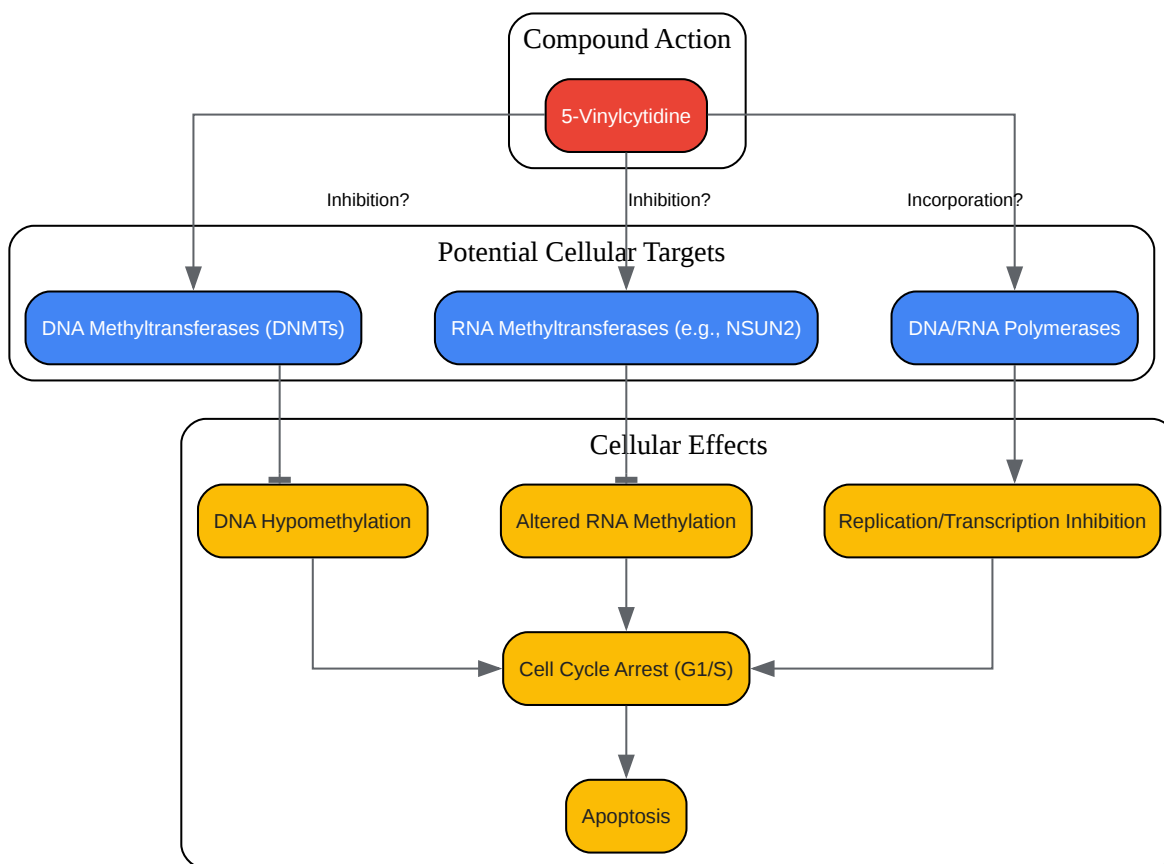 Compound Action
5-Vinylcytidine
Inhibition?
Inhibition?
Incorporation?
Potential Cellular Targets
DNA Methyltransferases (DNMTs)
RNA Methyltransferases (e.g., NSUN2)
DNA/RNA Polymerases
Cellular Effects
DNA Hypomethylation
Altered RNA Methylation
Replication/Transcription Inhibition
Cell Cycle Arrest (G1/S)
Apoptosis